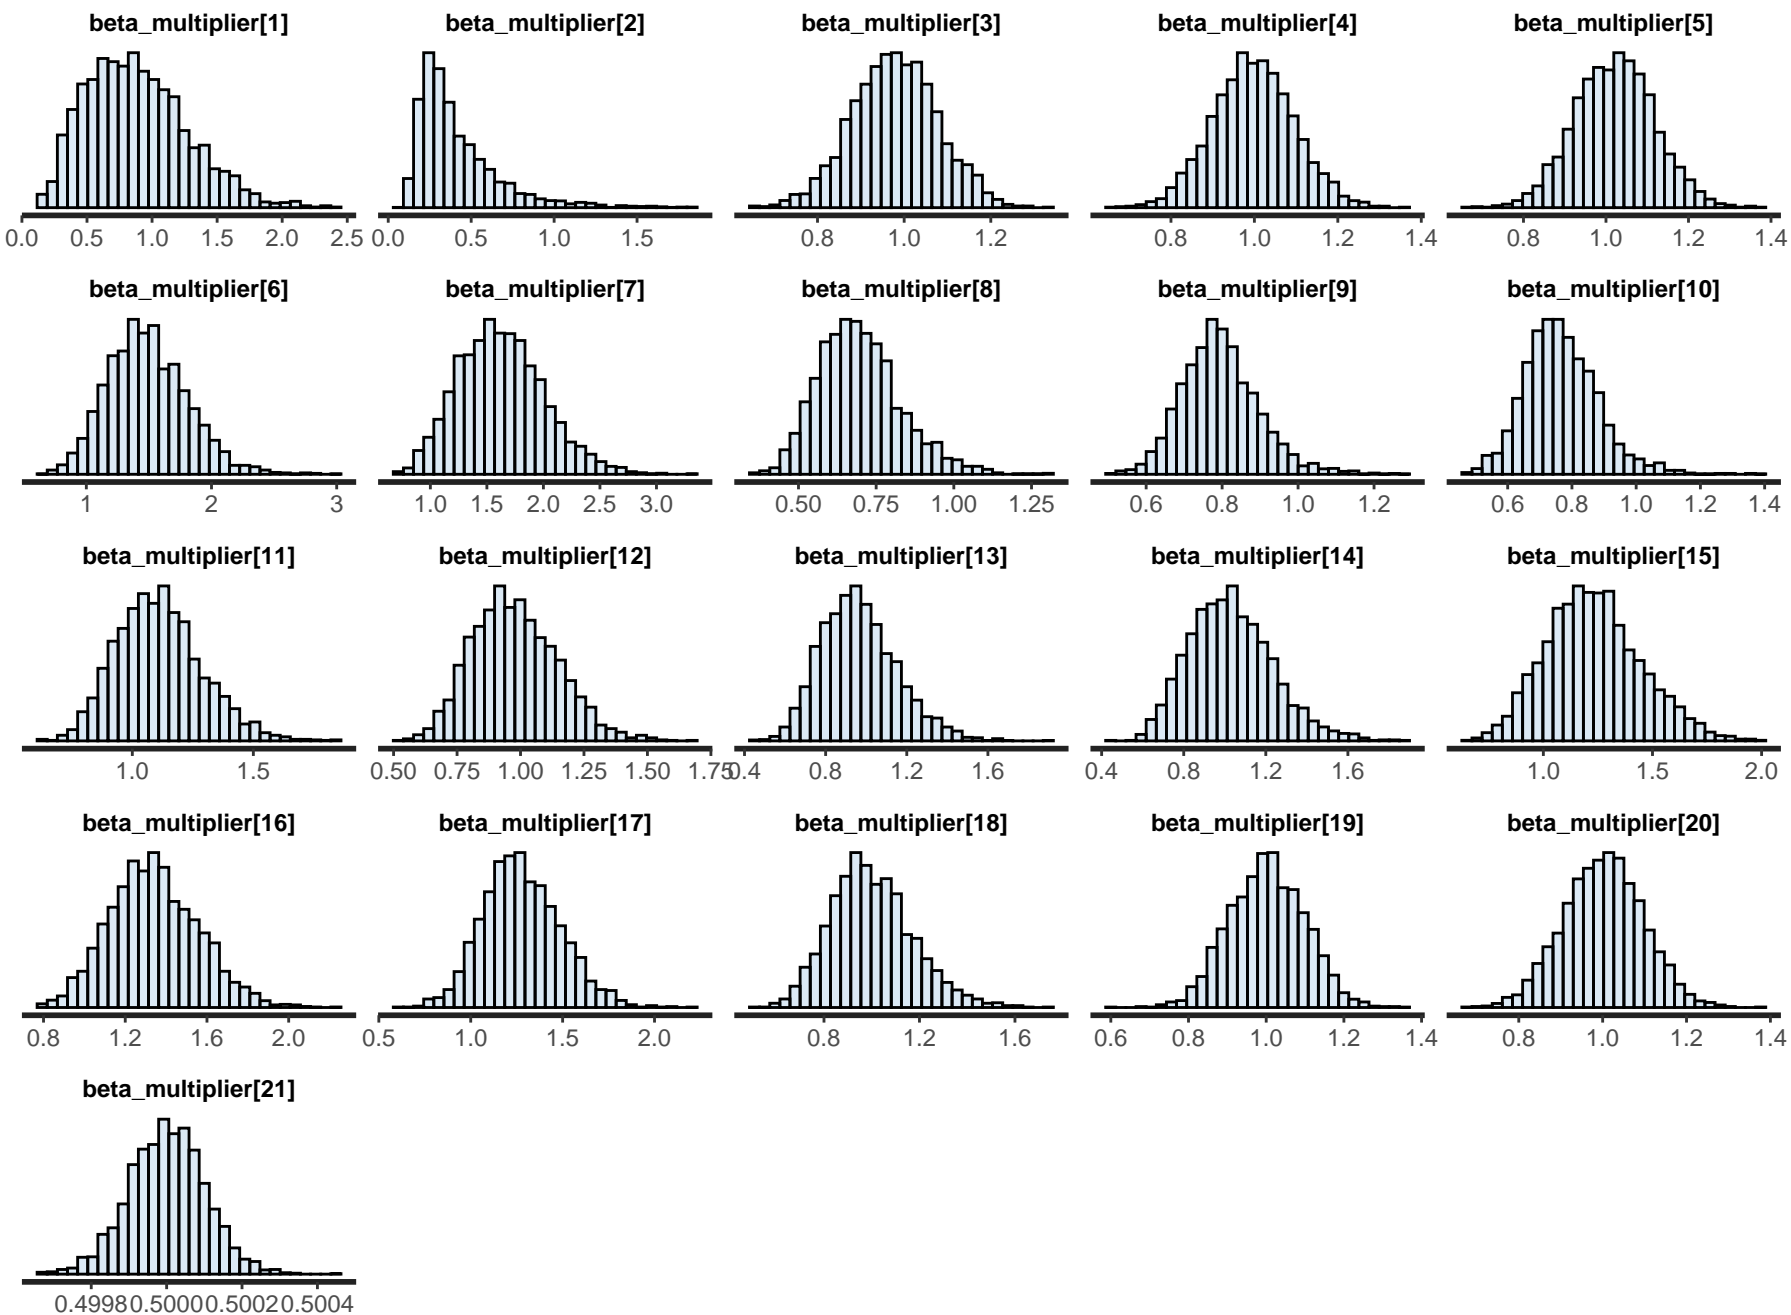 beta_multiplier[1] beta_multiplier[2] beta_multiplier[3] beta_multiplier[4] beta_multiplier[5]
0.0 0.5 1.0 1.5 2.0 2.5 0.0 0.5 1.0 1.5 0.8 1.0 1.2 0.8 1.0 1.2 1.4 0.8 1.0 1.2 1.4
beta_multiplier[6] beta_multiplier[7] beta_multiplier[8] beta_multiplier[9] beta_multiplier[10]
1 2 3 1.0 1.5 2.0 2.5 3.0 0.50 0.75 1.00 1.25 0.6 0.8 1.0 1.2 0.6 0.8 1.0 1.2 1.4
beta_multiplier[11] beta_multiplier[12] beta_multiplier[13] beta_multiplier[14] beta_multiplier[15]
1.0 1.5 0.50 0.75 1.00 1.25 1.50 1.75 0.4 0.8 1.2 1.6 0.4 0.8 1.2 1.6 1.0 1.5 2.0
beta_multiplier[16] beta_multiplier[17] beta_multiplier[18] beta_multiplier[19] beta_multiplier[20]
0.8 1.2 1.6 2.0 0.5 1.0 1.5 2.0 0.8 1.2 1.6 0.6 0.8 1.0 1.2 1.4 0.8 1.0 1.2 1.4
beta_multiplier[21]
0.4998 0.5000 0.5002 0.5004